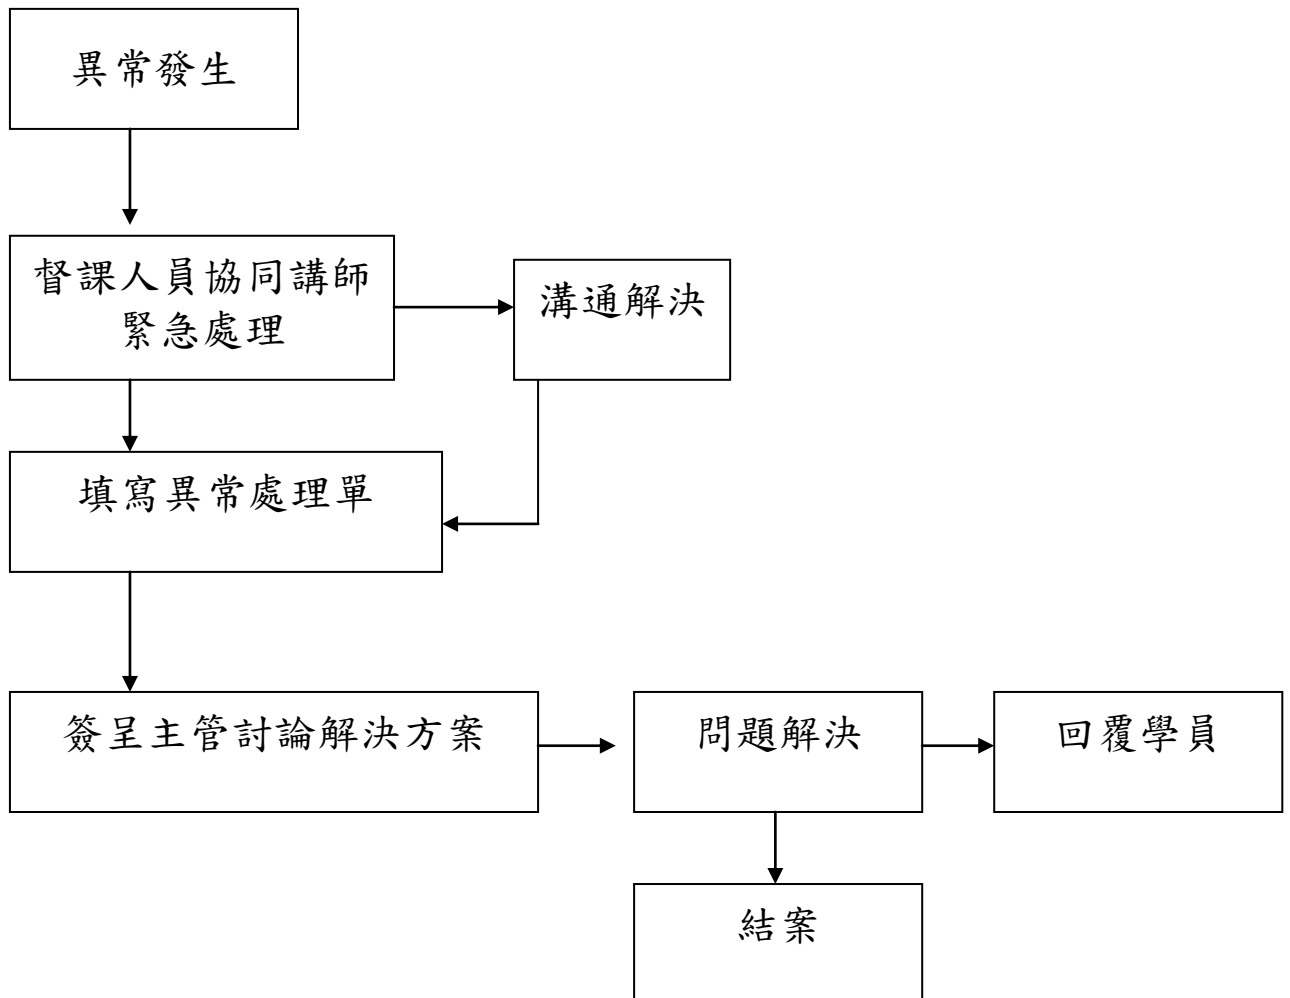 異常發生
督課人員協同講師
緊急處理
溝通解決
填寫異常處理單
簽呈主管討論解決方案
問題解決
回覆學員
結案